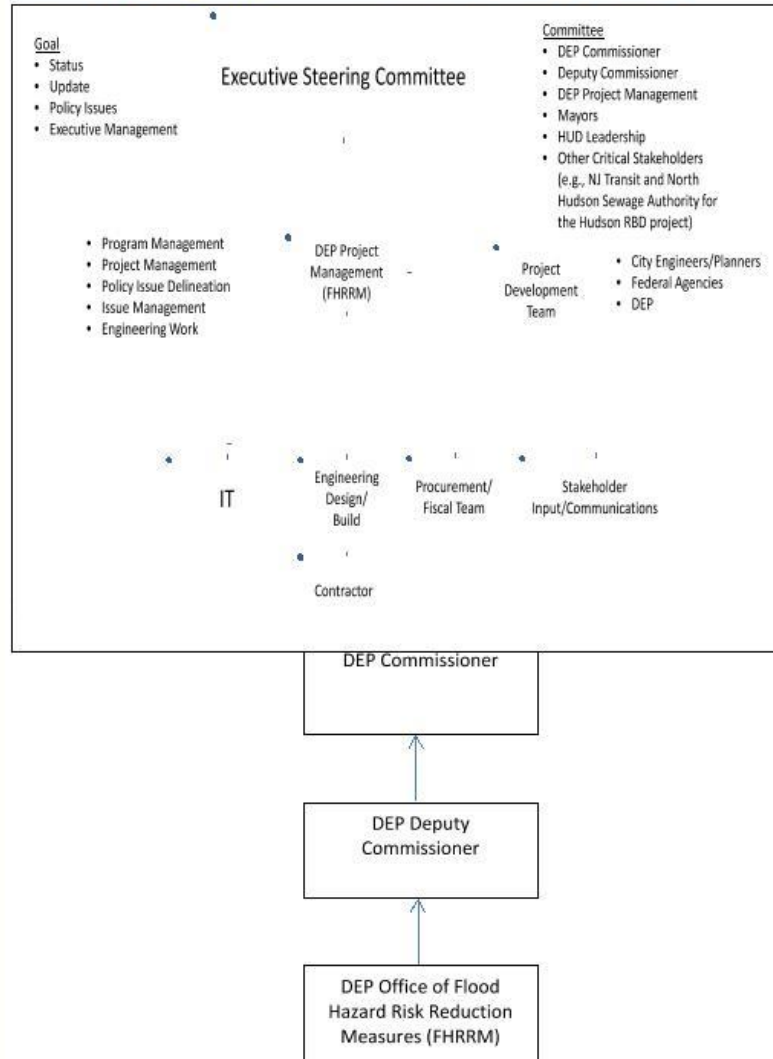 Goal
• Status
• Update
• Policy Issues
• Executive Management
Executive Steering Committee
Committee
• DEP Commissioner
• Deputy Commissioner
• DEP Project Management
• Mayors
• HUD Leadership
• Other Critical Stakeholders
(e.g., NJ Transit and North
Hudson Sewage Authority for
the Hudson RBD project)
• Program Management
• Project Management
• Policy Issue Delineation
• Issue Management
• Engineering Work
DEP Project
Management
(FHRRM)
Project
Development
Team
• City Engineers/Planners
• Federal Agencies
• DEP
IT
Engineering
Design/
Build
Procurement/
Fiscal Team
Stakeholder
Input/Communications
Contractor
DEP Commissioner
DEP Deputy
Commissioner
DEP Office of Flood
Hazard Risk Reduction
Measures (FHRRM)